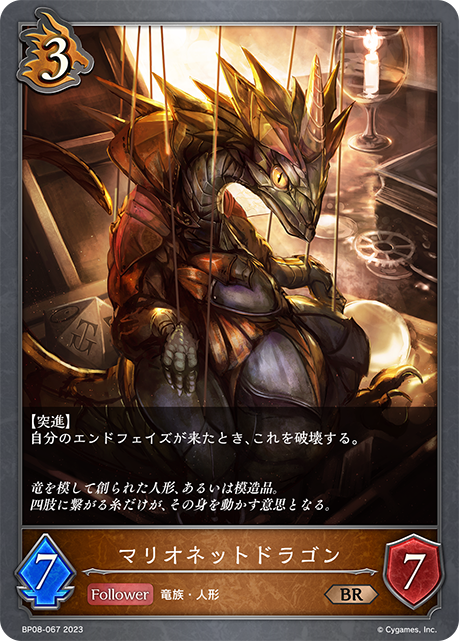 3
【突進】
自分のエンドフェイズが来たとき、これを破壊する。
竜を模して創られた人形、あるいは模造品。
四肢に繋がる糸だけが、その身を動かす意思となる。
マリオネットドラゴン
7
7
Follower 竜族・人形
BR
BP08-067 2023
© Cygames, Inc.